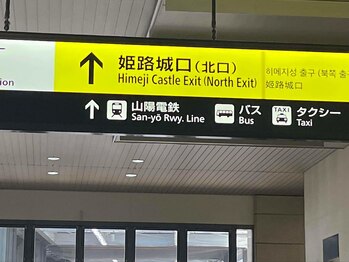 姫路城口(北口)
Himeji Castle Exit (North Exit)
히메지성 출구 (북쪽 출
姫路城口
山陽電鉄
San-yō Rwy. Line
バス
Bus
TAXI
タクシー
Taxi